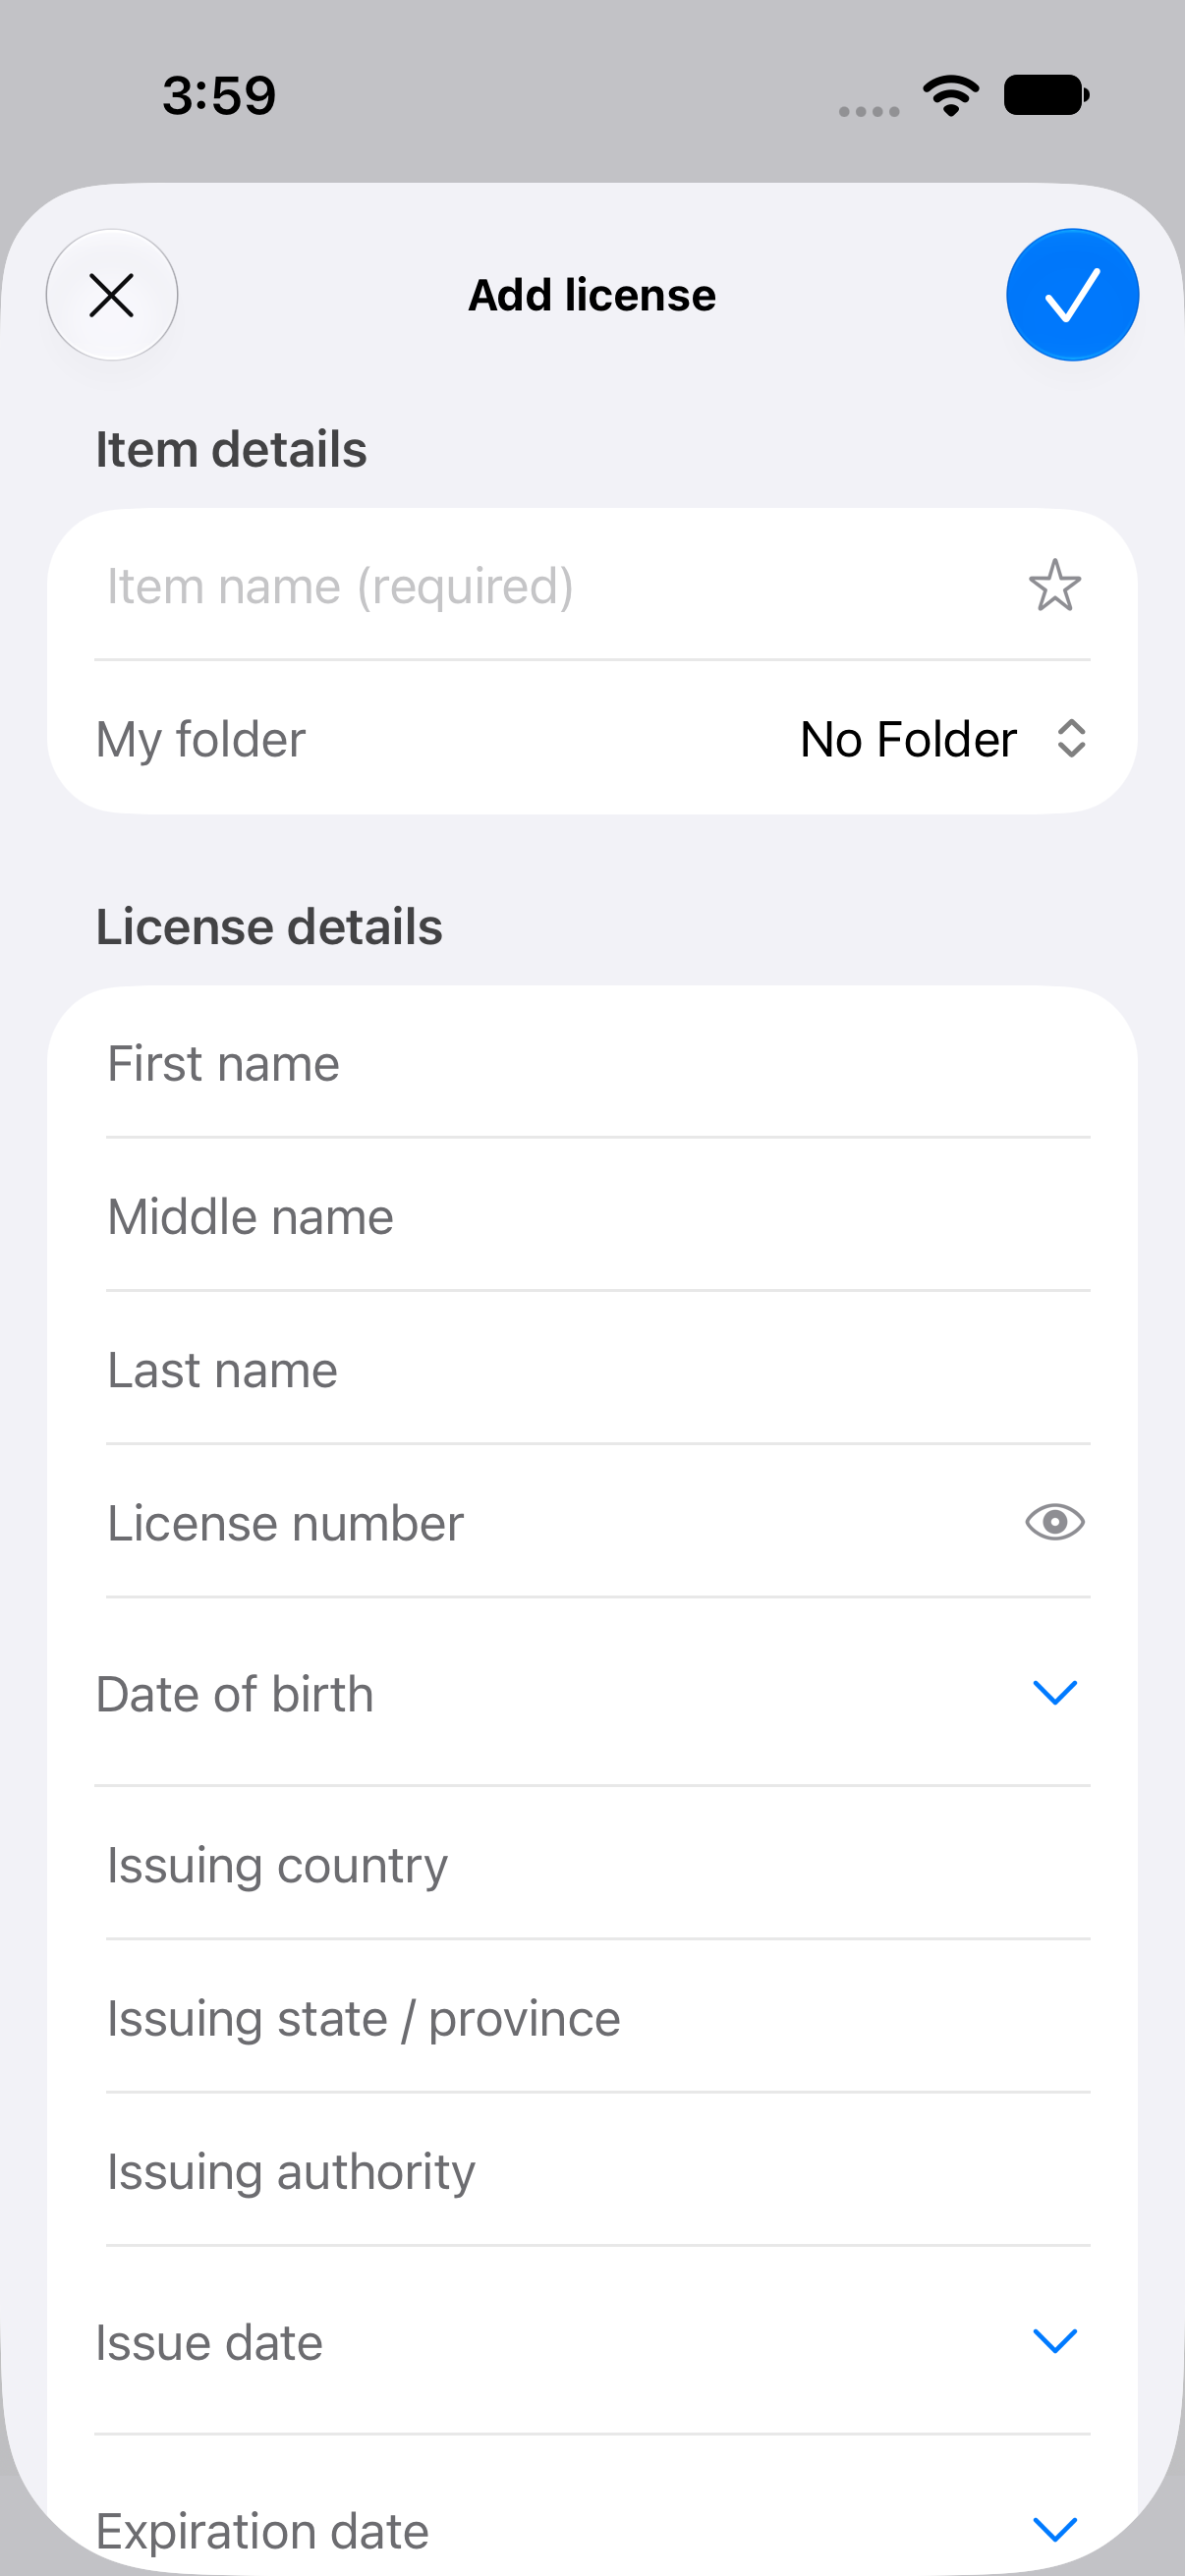 3:59
Add license
Item details
Item name (required)
My folder No Folder
License details
First name
Middle name
Last name
License number
Date of birth
Issuing country
Issuing state / province
Issuing authority
Issue date
Expiration date